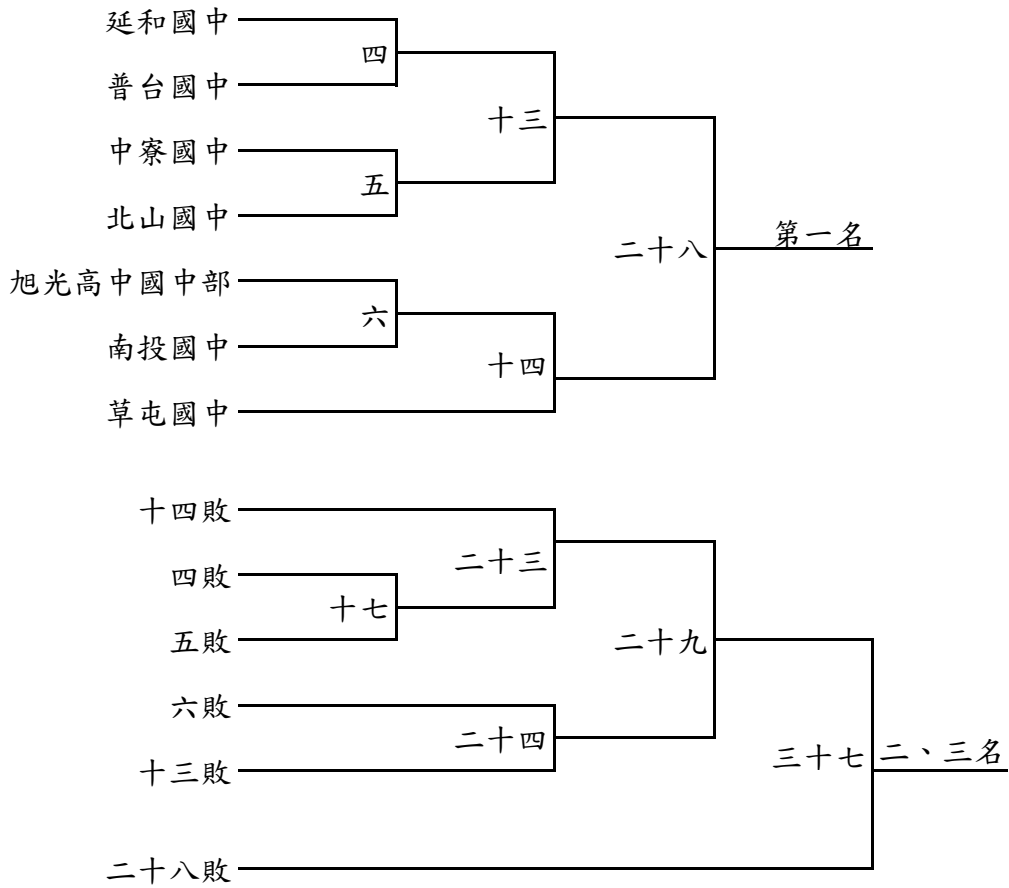 延和國中
四
普台國中
十三
中寮國中
五
北山國中
二十八
第一名
旭光高中國中部
六
南投國中
十四
草屯國中
十四敗
二十三
四敗
十七
五敗
二十九
六敗
二十四
十三敗
三十七
二、三名
二十八敗